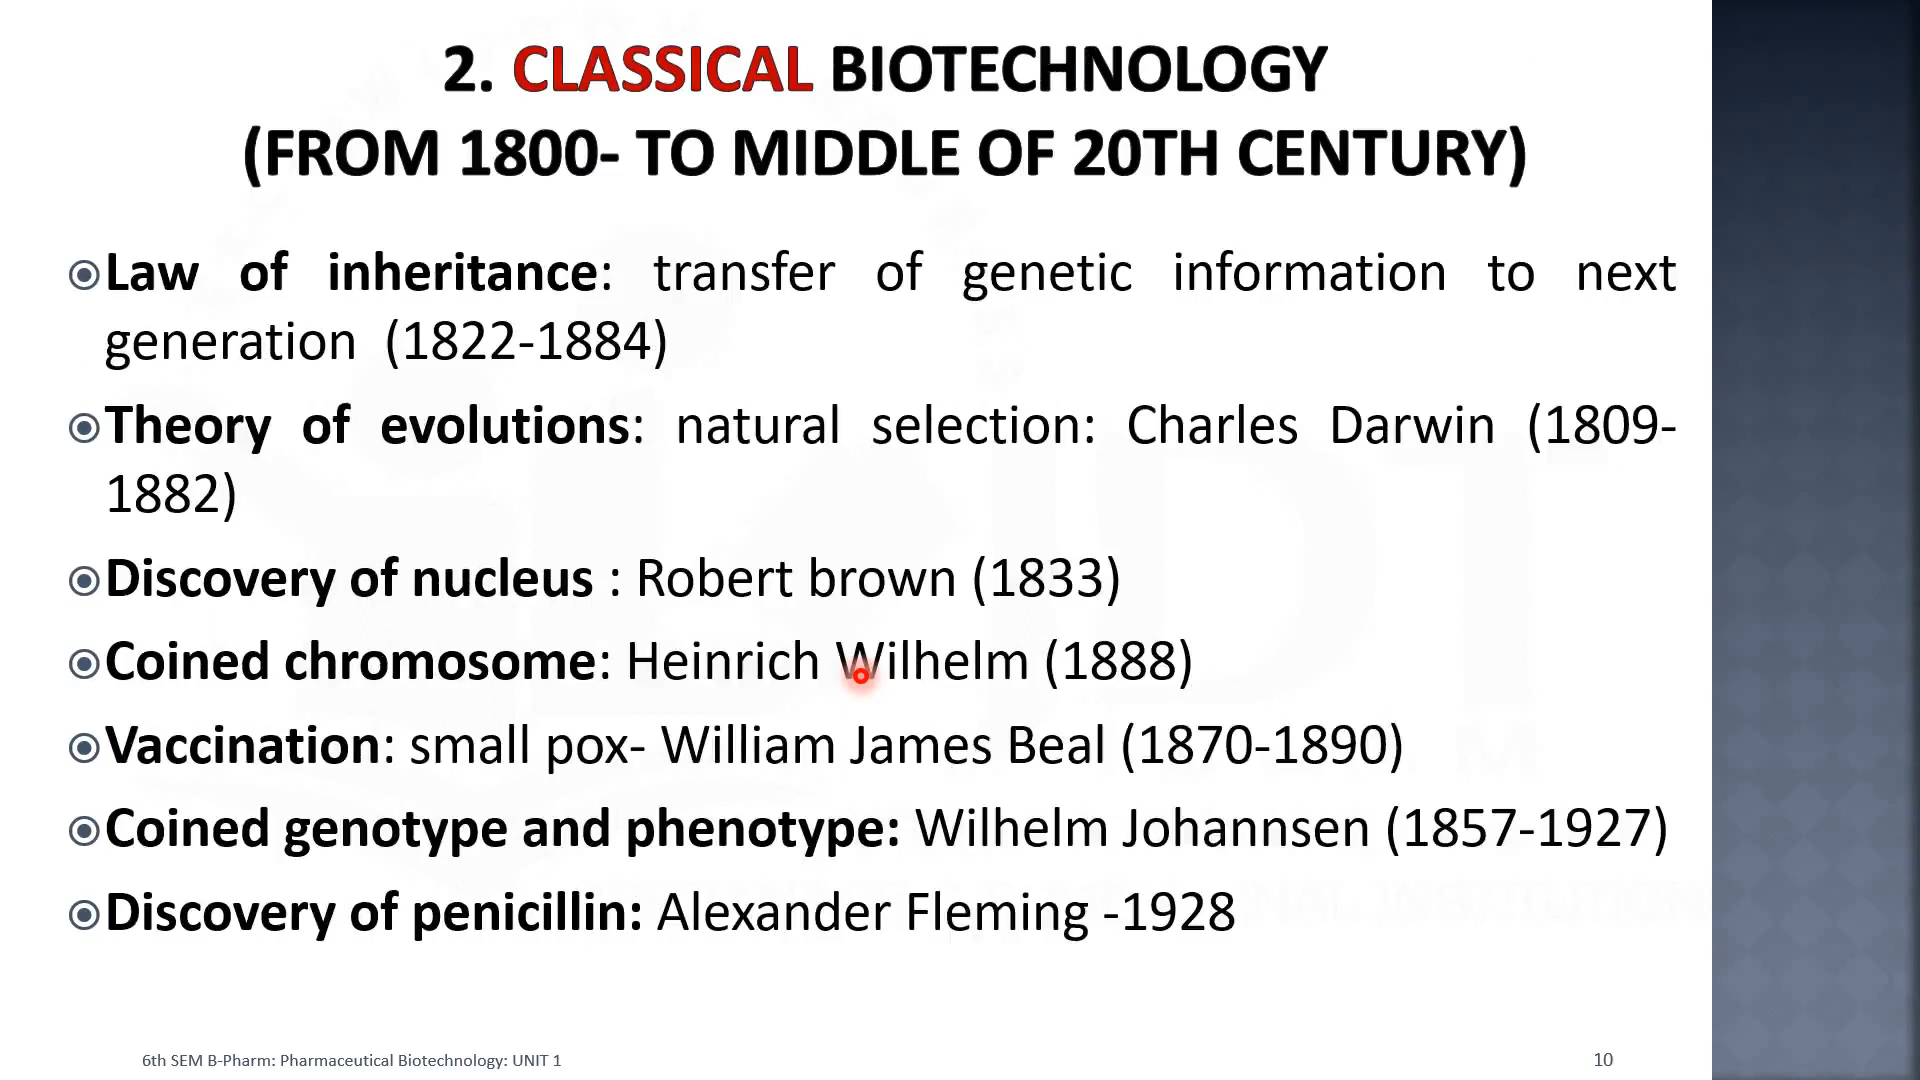 2. CLASSICAL BIOTECHNOLOGY
(FROM 1800- TO MIDDLE OF 20TH CENTURY)
Law of inheritance: transfer of genetic information to next
generation (1822-1884)
Theory of evolutions: natural selection: Charles Darwin (1809-
1882)
Discovery of nucleus : Robert brown (1833)
Coined chromosome: Heinrich Wilhelm (1888)
Vaccination: small pox- William James Beal (1870-1890)
Coined genotype and phenotype: Wilhelm Johannsen (1857-1927)
Discovery of penicillin: Alexander Fleming -1928
6th SEM B-Pharm: Pharmaceutical Biotechnology: UNIT 1
10